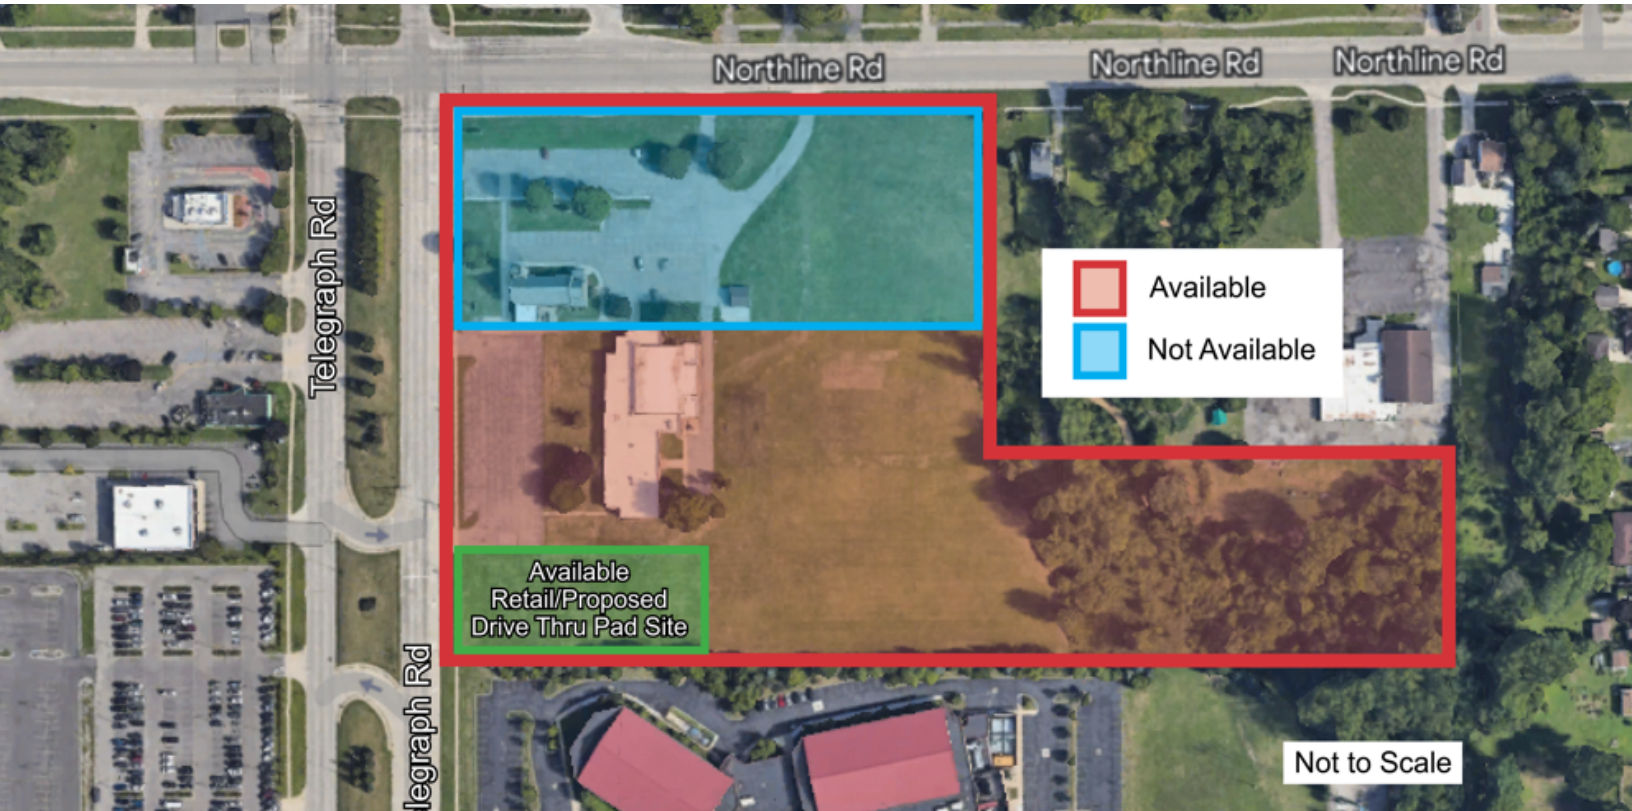 Northline Rd
Northline Rd
Northline Rd
Telegraph Rd
Available
Not Available
Available
Retail/Proposed
Drive Thru Pad Site
legraph Rd
Not to Scale